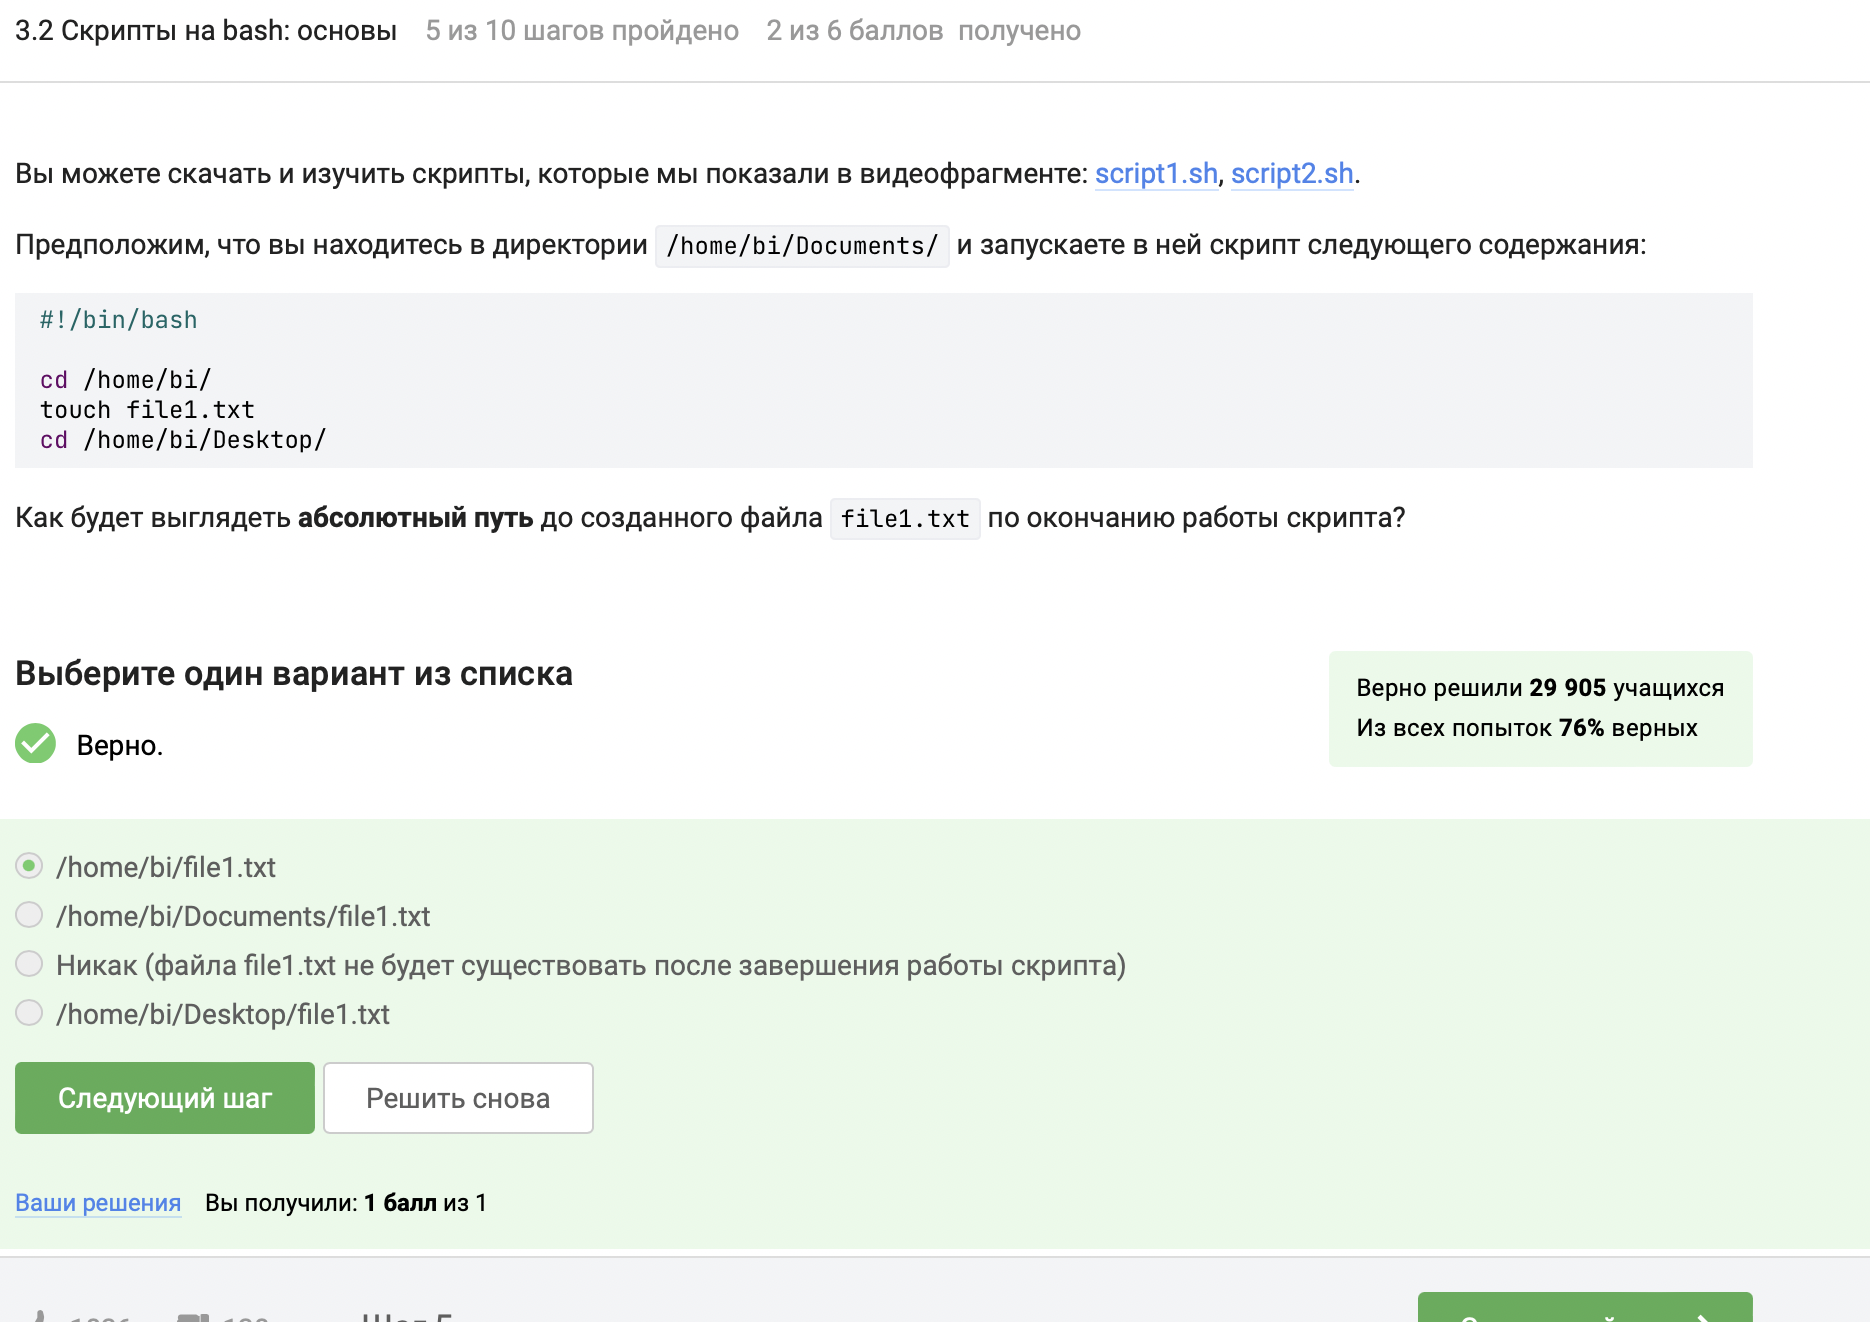 3.2 Скрипты на bash: основы 5 из 10 шагов пройдено 2 из 6 баллов получено
Вы можете скачать и изучить скрипты, которые мы показали в видеофрагменте: script1.sh, script2.sh.
Предположим, что вы находитесь в директории /home/bi/Documents/ и запускаете в ней скрипт следующего содержания:
#!/bin/bash
cd /home/bi/
touch file1.txt
cd /home/bi/Desktop/
Как будет выглядеть абсолютный путь до созданного файла file1.txt по окончанию работы скрипта?
Выберите один вариант из списка
Верно решили 29 905 учащихся
Из всех попыток 76% верных
Верно.
/home/bi/file1.txt
/home/bi/Documents/file1.txt
Никак (файла file1.txt не будет существовать после завершения работы скрипта)
/home/bi/Desktop/file1.txt
Следующий шаг Решить снова
Ваши решения Вы получили: 1 балл из 1